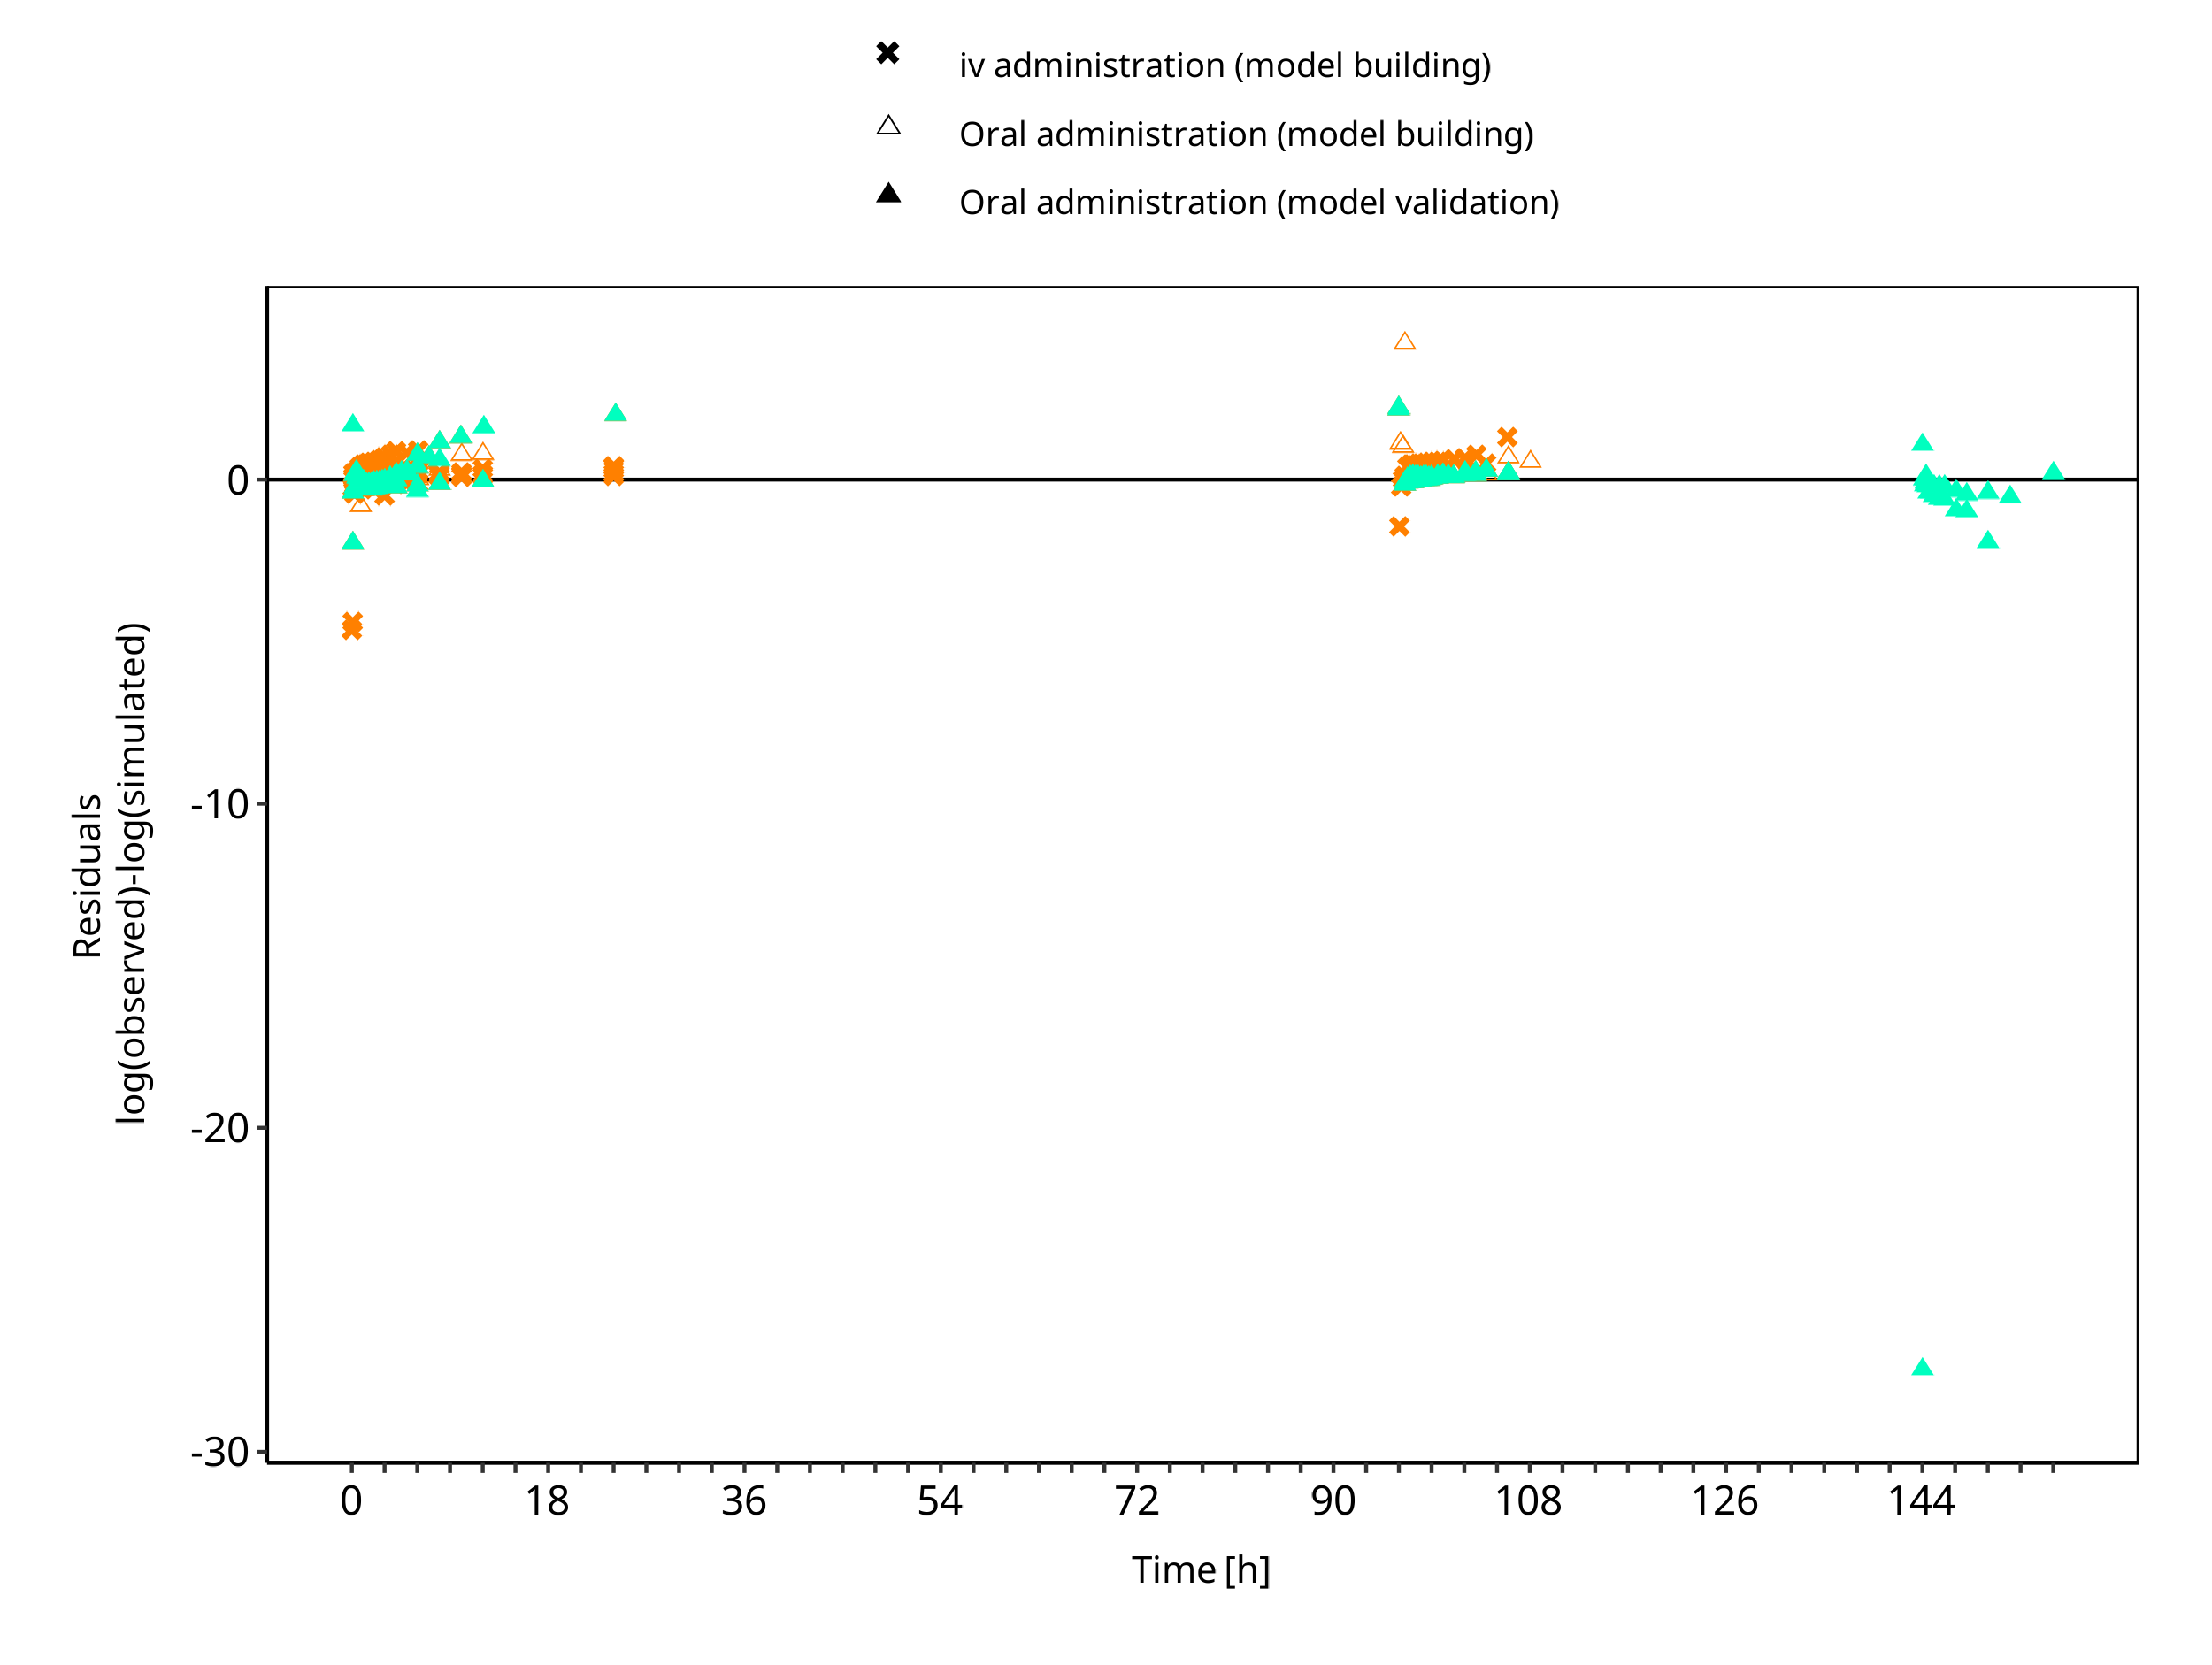 iv administration (model building)
Oral administration (model building)
Oral administration (model validation)
Residuals
log(observed)-log(simulated)
0
-10
-20
-30
0 18 36 54 72 90 108 126 144
Time [h]